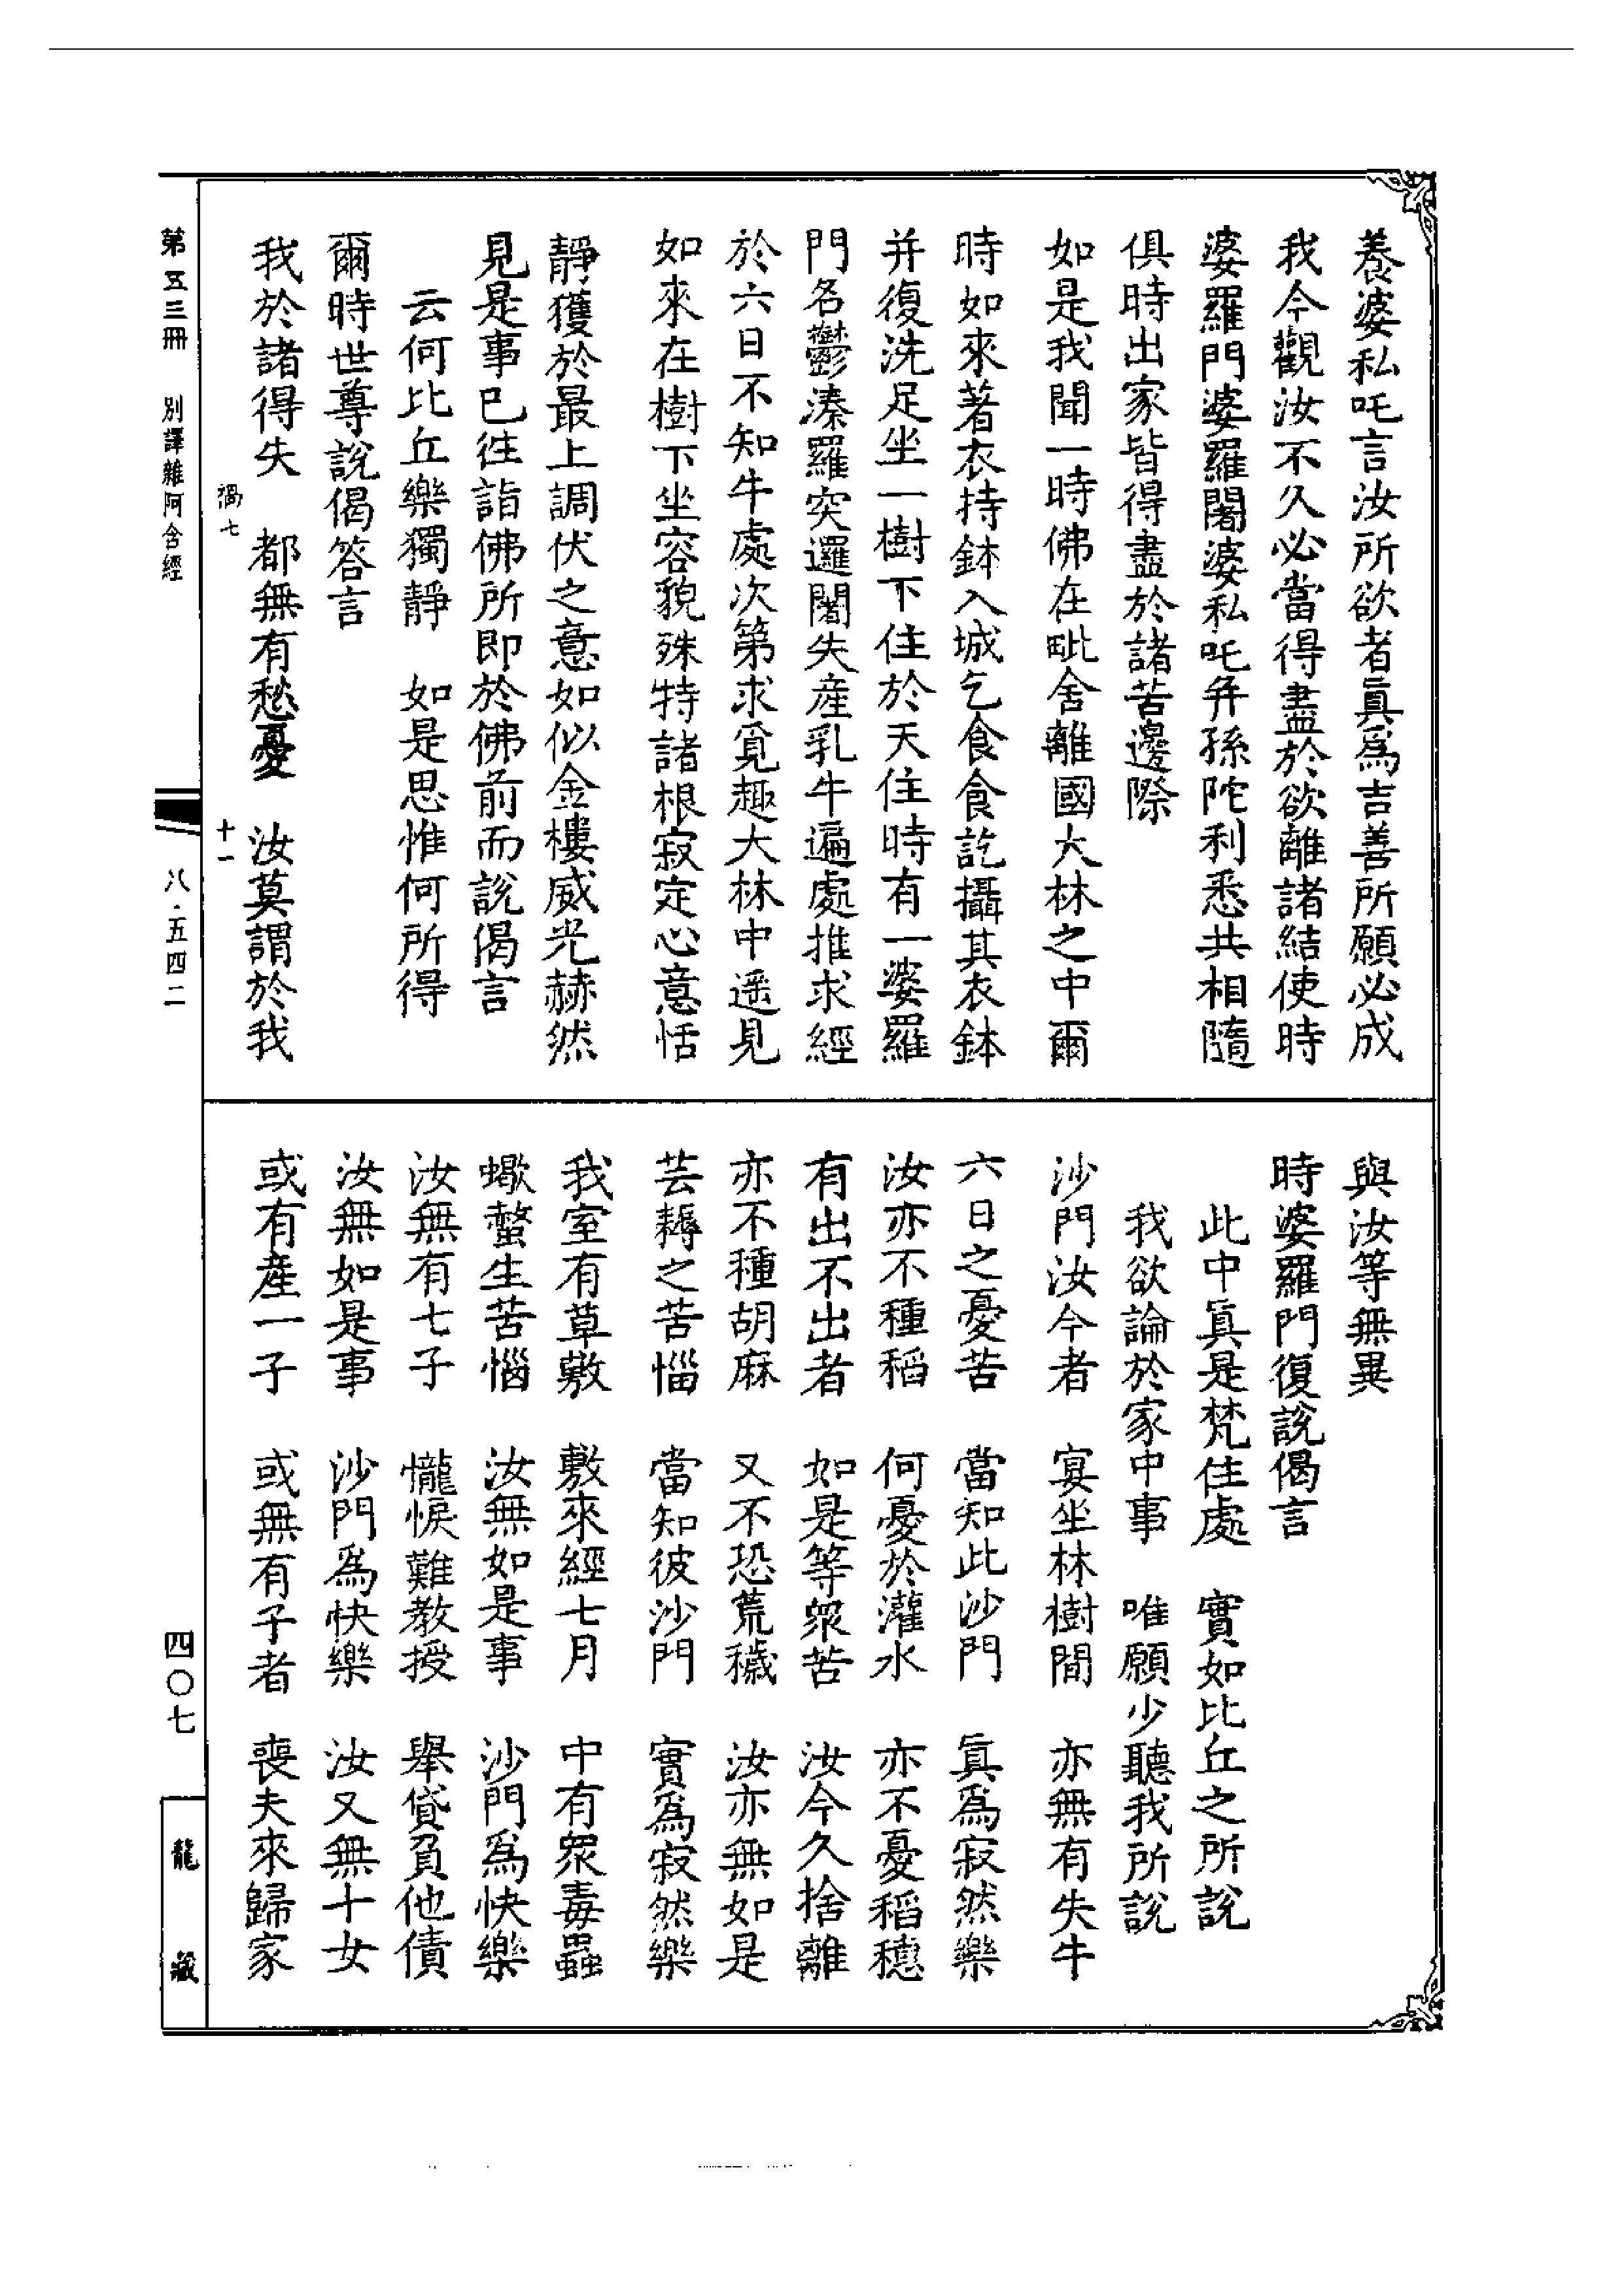 養婆私吒言汝所欲者眞爲吉善所願必成
我今觀汝不久必當得盡於欲離諸結使時
婆羅門婆羅闍婆私吒并孫陀利悉共相隨
俱時出家皆得盡於諸苦邊際
如是我聞一時佛在毗舍離國大林之中爾
時如來著衣持鉢入城乞食食訖攝其衣鉢
并復洗足坐一樹下住於天住時有一婆羅
門名鬱湊羅突邏闍失產乳牛遍處推求經
於六日不知牛處次第求覓趣大林中遥見
如來在樹下坐容貌殊特諸根寂定心意恬
靜獲於最上調伏之意如似金樓威光赫然
見是事已往詣佛所即於佛前而說偈言
云何比丘樂獨靜　如是思惟何所得
爾時世尊說偈答言
我於諸得失　都無有愁憂　汝莫謂於我
與汝等無異
時婆羅門復說偈言
此中眞是梵住處　實如比丘之所說
我欲論於家中事　唯願少聽我所說
沙門汝今者　宴坐林樹間　亦無有失牛
六日之憂苦　當知此沙門　眞爲寂然樂
汝亦不種稻　何憂於灌水　亦不憂稻穗
有出不出者　如是等衆苦　汝今久捨離
亦不種胡麻　又不恐荒穢　汝亦無如是
芸耨之苦惱　當知彼沙門　實爲寂然樂
我室有草敷　敷來經七月　中有衆毒蟲
蠍螫生苦惱　汝無如是事　沙門爲快樂
汝無有七子　儱悷難教授　舉貸負他債
汝無如是事　沙門爲快樂　汝又無十女
或有產一子　或無有子者　喪夫來歸家
第五三冊　別譯雜阿含經
八·五四二
四〇七
龍藏
十一